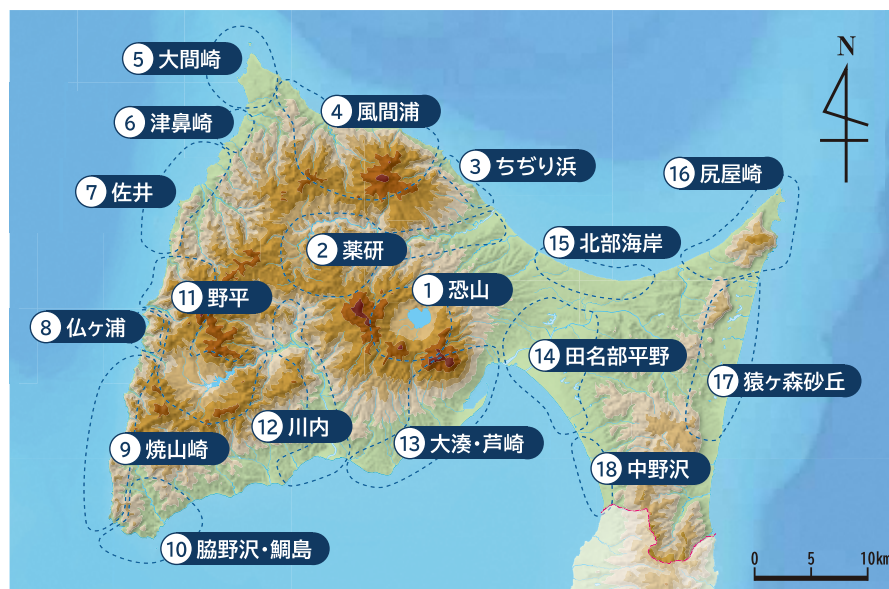 N
⑤ 大間崎
④ 風間浦
⑥ 津鼻崎
③ ちぢり浜
⑯ 尻屋崎
⑦ 佐井
② 薬研
⑮ 北部海岸
① 恐山
⑪ 野平
⑧ 仏ヶ浦
⑭ 田名部平野
⑰ 猿ヶ森砂丘
⑫ 川内
⑨ 焼山崎
⑬ 大湊・芦崎
⑱ 中野沢
⑩ 脇野沢・鯛島
0 5 10km